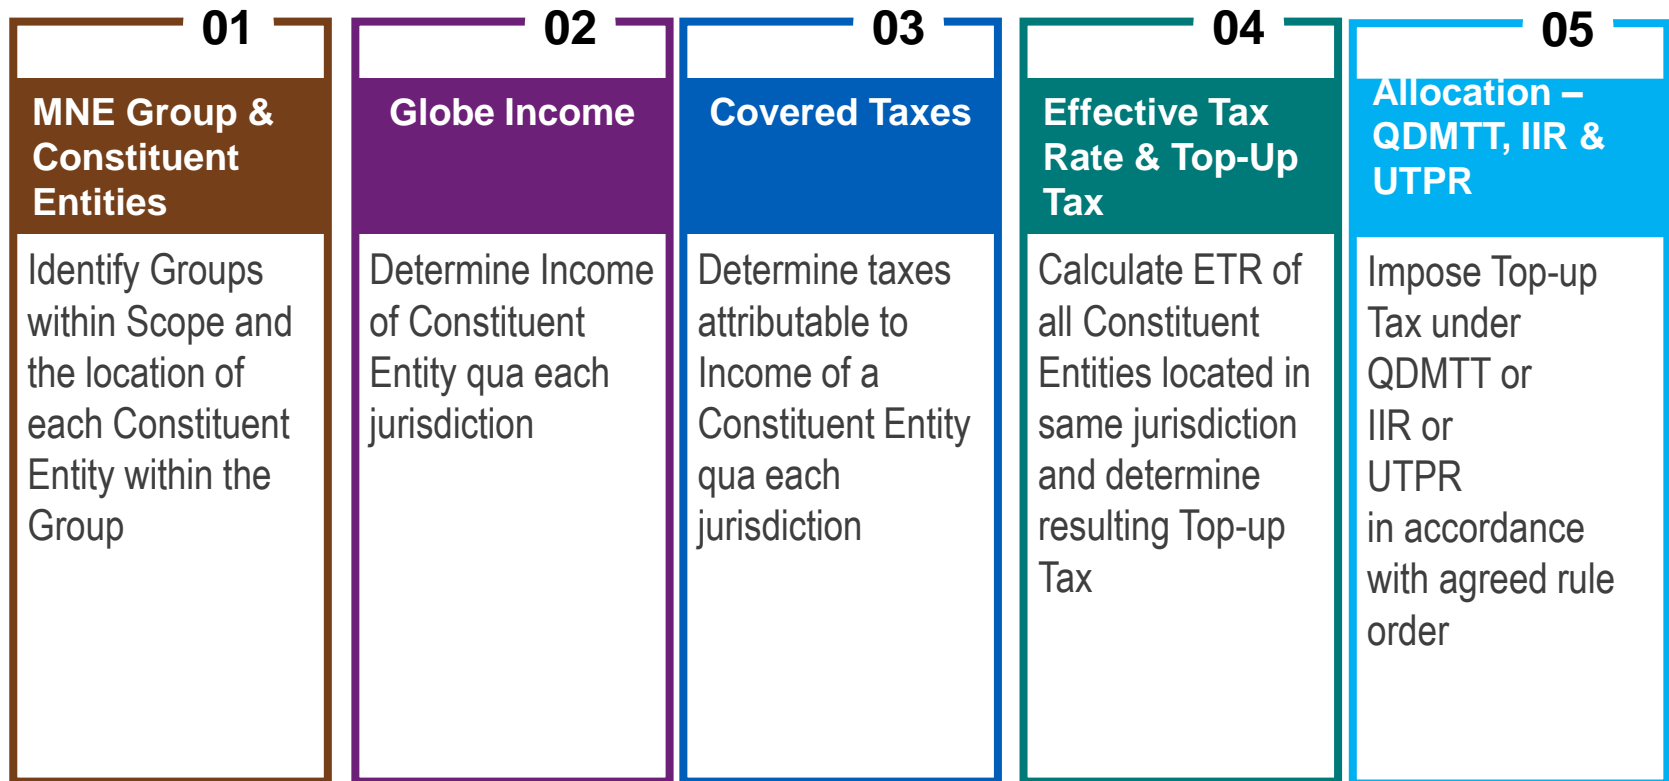 01
MNE Group &
Constituent
Entities
Identify Groups
within Scope and
the location of
each Constituent
Entity within the
Group
02
Globe Income
Determine Income
of Constituent
Entity qua each
jurisdiction
03
Covered Taxes
Determine taxes
attributable to
Income of a
Constituent Entity
qua each
jurisdiction
04
Effective Tax
Rate & Top-Up
Tax
Calculate ETR of
all Constituent
Entities located in
same jurisdiction
and determine
resulting Top-up
Tax
05
Allocation –
QDMTT, IIR &
UTPR
Impose Top-up
Tax under
QDMTT or
IIR or
UTPR
in accordance
with agreed rule
order